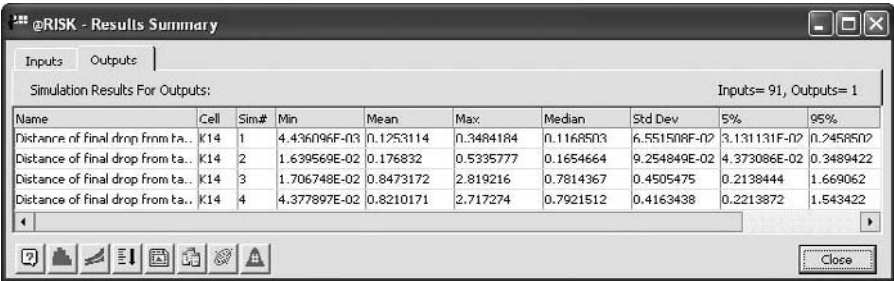 @RISK - Results Summary
Inputs Outputs
Simulation Results For Outputs: Inputs= 91, Outputs= 1
Name Cell Sim# Min Mean Max Median Std Dev 5% 95%
Distance of final drop from ta... K14 1 4.436096E-03 0.1253114 0.3484184 0.1168503 6.551508E-02 3.131131E-02 0.2458502
Distance of final drop from ta... K14 2 1.639569E-02 0.176832 0.5335777 0.1654664 9.254849E-02 4.373086E-02 0.3489422
Distance of final drop from ta... K14 3 1.706748E-02 0.8473172 2.819216 0.7814367 0.4505475 0.2138444 1.669062
Distance of final drop from ta... K14 4 4.377897E-02 0.8210171 2.717274 0.7921512 0.4163438 0.2213872 1.543422
Close